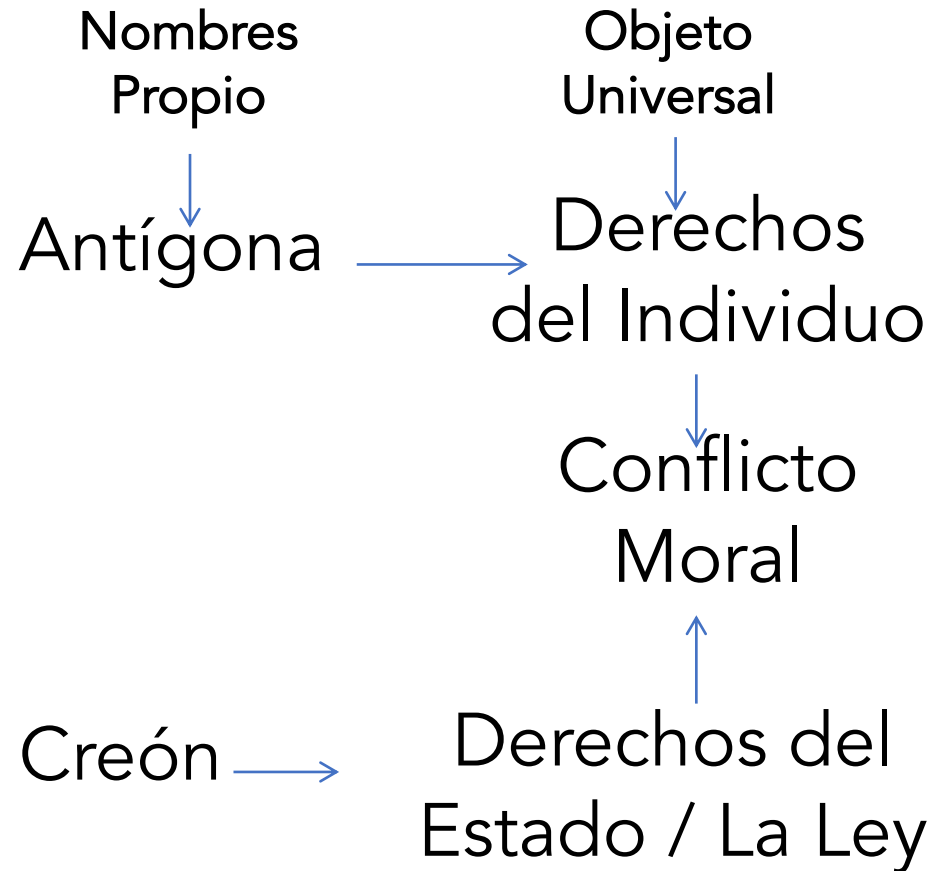 Nombres
Propio
Objeto
Universal
Antígona
Derechos
del Individuo
Conflicto
Moral
Creón
Derechos del
Estado / La Ley